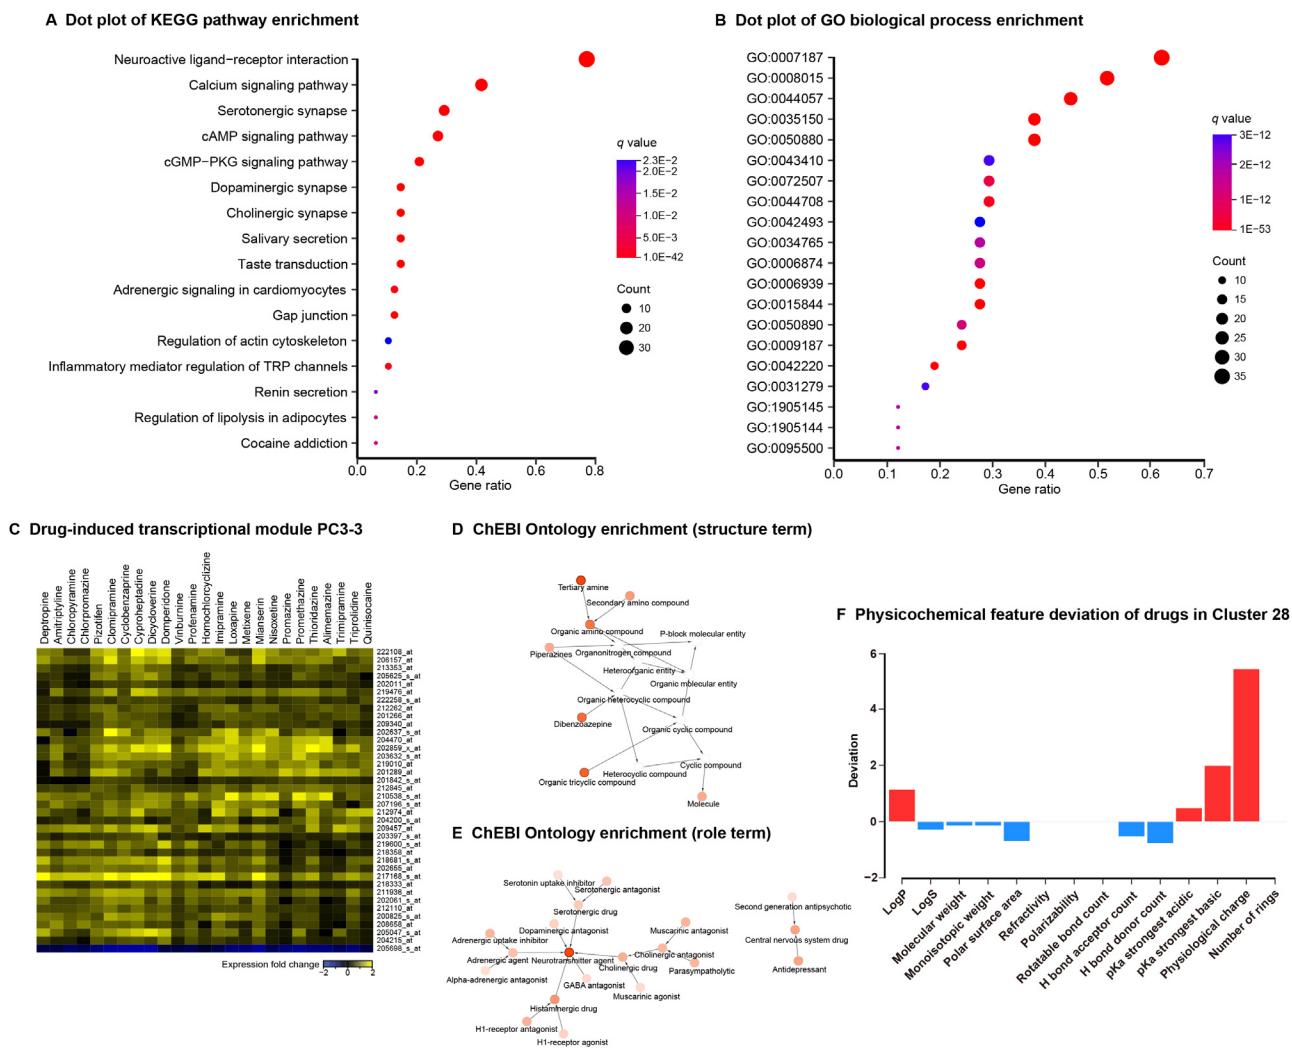 A Dot plot of KEGG pathway enrichment
Neuroactive ligand−receptor interaction
Calcium signaling pathway
Serotonergic synapse
cAMP signaling pathway
cGMP−PKG signaling pathway
Dopaminergic synapse
Cholinergic synapse
Salivary secretion
Taste transduction
Adrenergic signaling in cardiomyocytes
Gap junction
Regulation of actin cytoskeleton
Inflammatory mediator regulation of TRP channels
Renin secretion
Regulation of lipolysis in adipocytes
Cocaine addiction
0.0 0.2 0.4 0.6 0.8
Gene ratio
q value
2.3E−2
2.0E−2
1.5E−2
1.0E−2
5.0E−3
1.0E−42
Count
10
20
30
B Dot plot of GO biological process enrichment
GO:0007187
GO:0008015
GO:0044057
GO:0035150
GO:0050880
GO:0043410
GO:0072507
GO:0044708
GO:0042493
GO:0034765
GO:0006874
GO:0006939
GO:0015844
GO:0050890
GO:0009187
GO:0042220
GO:0031279
GO:1905145
GO:1905144
GO:0095500
0.0 0.1 0.2 0.3 0.4 0.5 0.6 0.7
Gene ratio
q value
3E−12
2E−12
1E−12
1E−53
Count
10
15
20
25
30
35
C Drug-induced transcriptional module PC3-3
Deptropine
Amitriptyline
Chloropyramine
Chlorpromazine
Pizotifen
Clomipramine
Cyclobenzaprine
Cyproheptadine
Dicycloverine
Domperidone
Vinburnine
Profenamine
Homochlorcyclizine
Imipramine
Loxapine
Metixene
Mianserin
Nisoxetine
Promazine
Promethazine
Thioridazine
Alimemazine
Trimipramine
Triprolidine
Quinisocaine
222108_at
206157_at
213353_at
205625_s_at
202011_at
219476_at
222258_s_at
212262_at
201266_at
209340_at
202637_s_at
204470_at
202859_x_at
203632_s_at
219010_at
201289_at
201842_s_at
212845_at
210538_s_at
207196_s_at
212974_at
204200_s_at
209457_at
203397_s_at
219600_s_at
218358_at
218681_s_at
202655_at
217168_s_at
218333_at
211936_at
202061_s_at
212110_at
200825_s_at
208658_at
205047_s_at
204215_at
205698_s_at
Expression fold change
−2 0 2
D ChEBI Ontology enrichment (structure term)
Tertiary amine
Secondary amino compound
Organic amino compound
P-block molecular entity
Piperazines
Organonitrogen compound
Heteroorganic entity
Organic molecular entity
Organic heterocyclic compound
Dibenzoazepine
Organic cyclic compound
Cyclic compound
Heterocyclic compound
Organic tricyclic compound
Molecule
E ChEBI Ontology enrichment (role term)
Serotonin uptake inhibitor
Serotonergic antagonist
Serotonergic drug
Dopaminergic antagonist
Muscarinic antagonist
Adrenergic uptake inhibitor
Adrenergic agent
Neurotransmitter agent
Cholinergic antagonist
Cholinergic drug
Parasympatholytic
Alpha-adrenergic antagonist
GABA antagonist
Muscarinic agonist
Histaminergic drug
H1-receptor antagonist
H1-receptor agonist
Second generation antipsychotic
Central nervous system drug
Antidepressant
F Physicochemical feature deviation of drugs in Cluster 28
Deviation
6
4
2
0
−2
LogP
LogS
Molecular weight
Monoisotopic weight
Polar surface area
Refractivity
Polarizability
Rotatable bond count
H bond acceptor count
H bond donor count
pKa strongest acidic
pKa strongest basic
Physiological charge
Number of rings